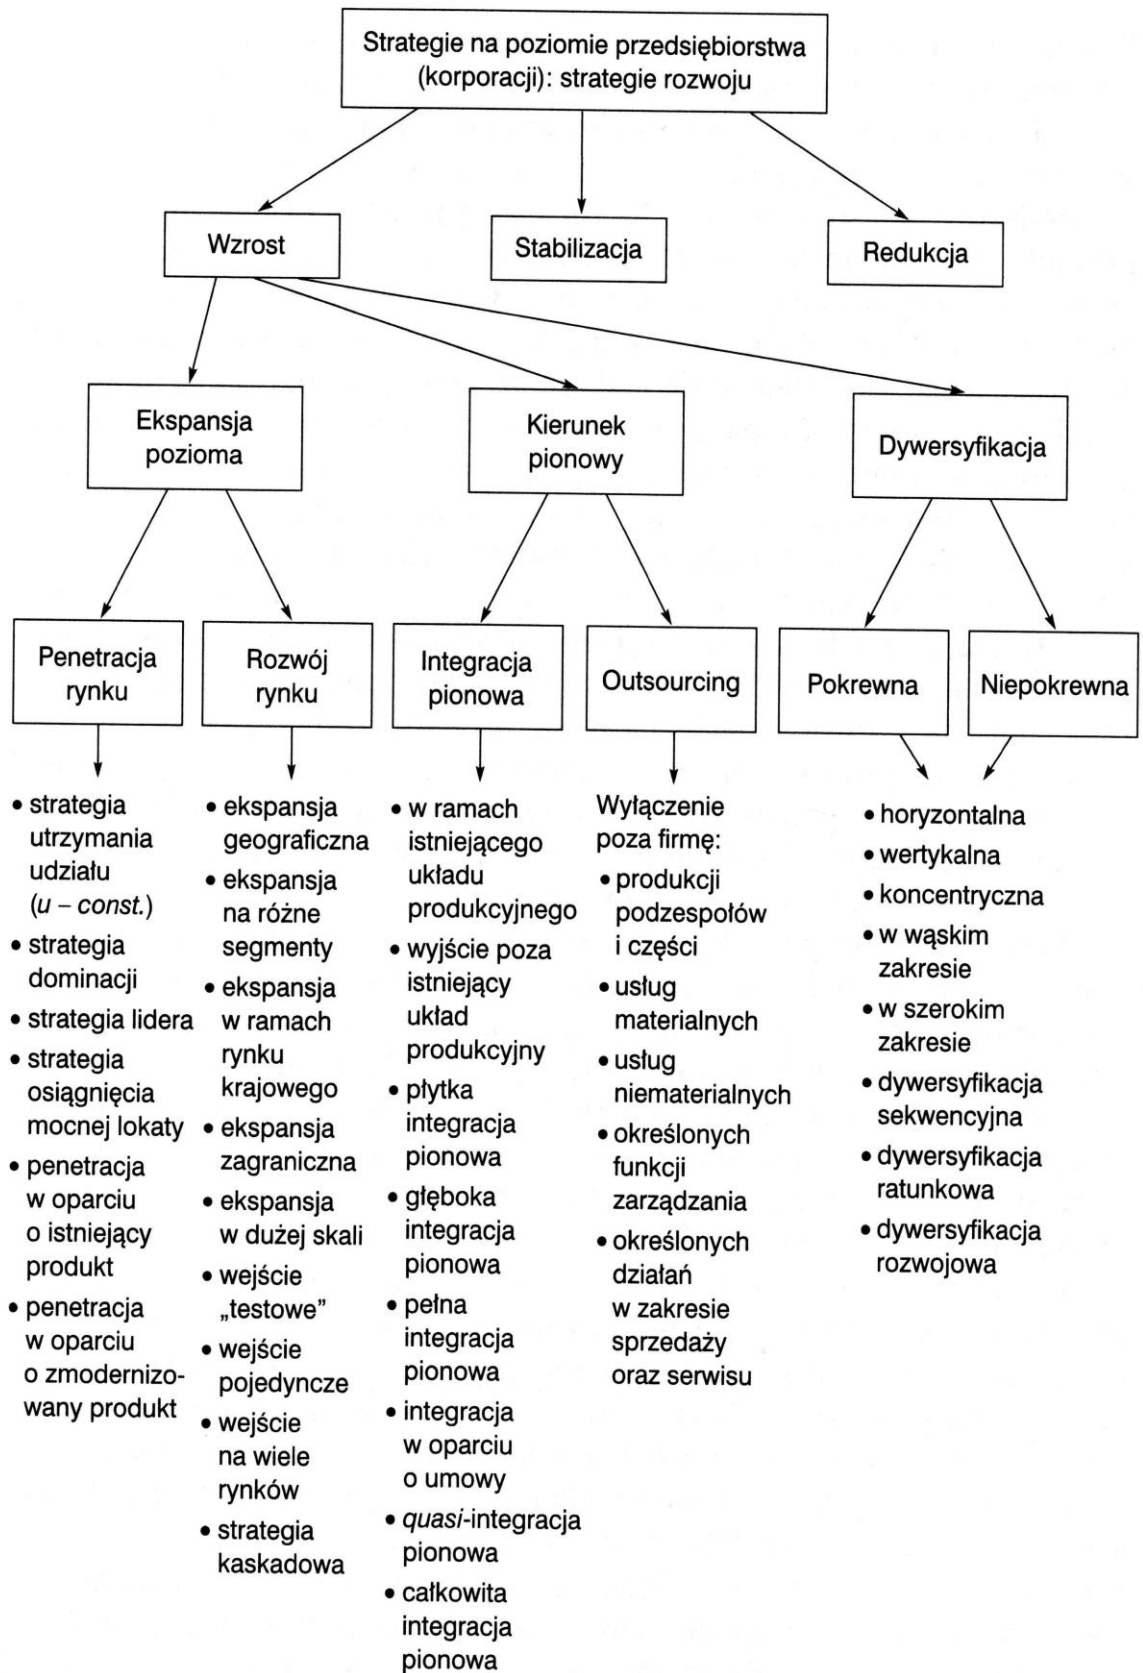 Strategie na poziomie przedsiębiorstwa
(korporacji): strategie rozwoju
Wzrost
Stabilizacja
Redukcja
Ekspansja
pozioma
Kierunek
pionowy
Dywersyfikacja
Penetracja
rynku
Rozwój
rynku
Integracja
pionowa
Outsourcing
Pokrewna
Niepokrewna
• strategia
utrzymania
udziału
(u – const.)
• strategia
dominacji
• strategia lidera
• strategia
osiągnięcia
mocnej lokaty
• penetracja
w oparciu
o istniejący
produkt
• penetracja
w oparciu
o zmodernizo-
wany produkt
• ekspansja
geograficzna
• ekspansja
na różne
segmenty
• ekspansja
w ramach
rynku
krajowego
• ekspansja
zagraniczna
• ekspansja
w dużej skali
• wejście
„testowe”
• wejście
pojedyncze
• wejście
na wiele
rynków
• strategia
kaskadowa
• w ramach
istniejącego
układu
produkcyjnego
• wyjście poza
istniejący
układ
produkcyjny
• płytka
integracja
pionowa
• głęboka
integracja
pionowa
• pełna
integracja
pionowa
• integracja
w oparciu
o umowy
• quasi-integracja
pionowa
• całkowita
integracja
pionowa
Wyłączenie
poza firmę:
• produkcji
podzespołów
i części
• usług
materialnych
• usług
niematerialnych
• określonych
funkcji
zarządzania
• określonych
działań
w zakresie
sprzedaży
oraz serwisu
• horyzontalna
• wertykalna
• koncentryczna
• w wąskim
zakresie
• w szerokim
zakresie
• dywersyfikacja
sekwencyjna
• dywersyfikacja
ratunkowa
• dywersyfikacja
rozwojowa